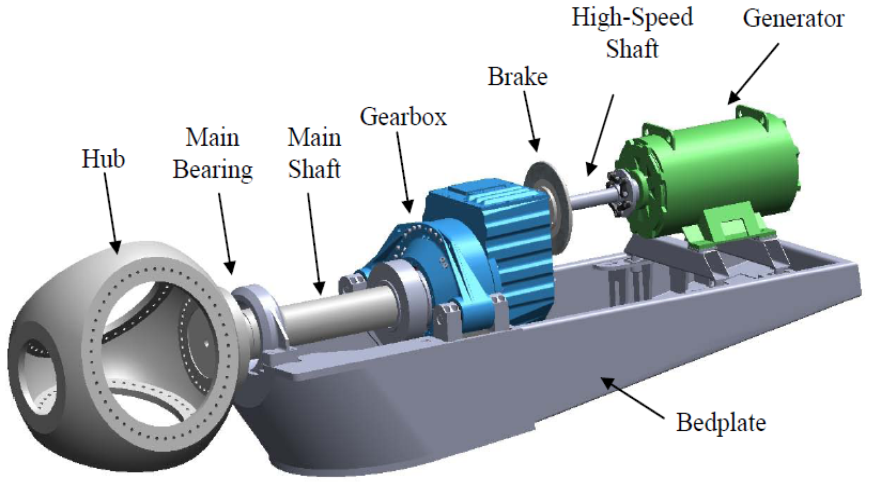 High-Speed
Shaft
Generator
Brake
Gearbox
Main
Bearing
Main
Shaft
Hub
Bedplate